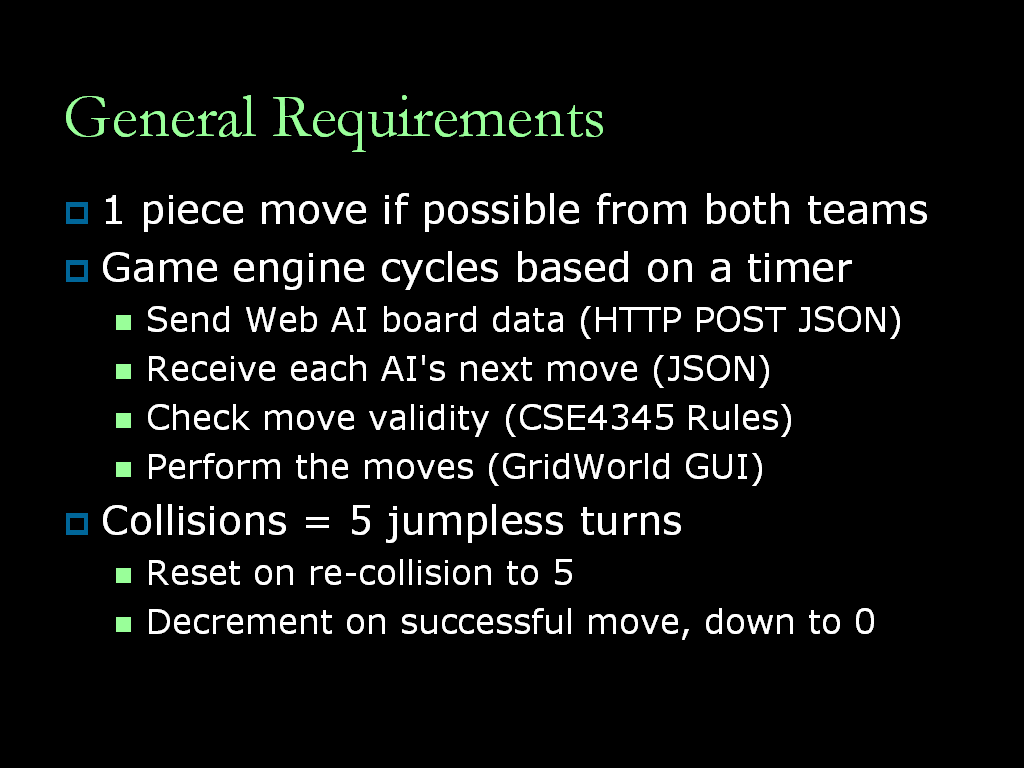 General Requirements
1 piece move if possible from both teams
Game engine cycles based on a timer
Send Web AI board data (HTTP POST JSON)
Receive each AI's next move (JSON)
Check move validity (CSE4345 Rules)
Perform the moves (GridWorld GUI)
Collisions = 5 jumpless turns
Reset on re-collision to 5
Decrement on successful move, down to 0